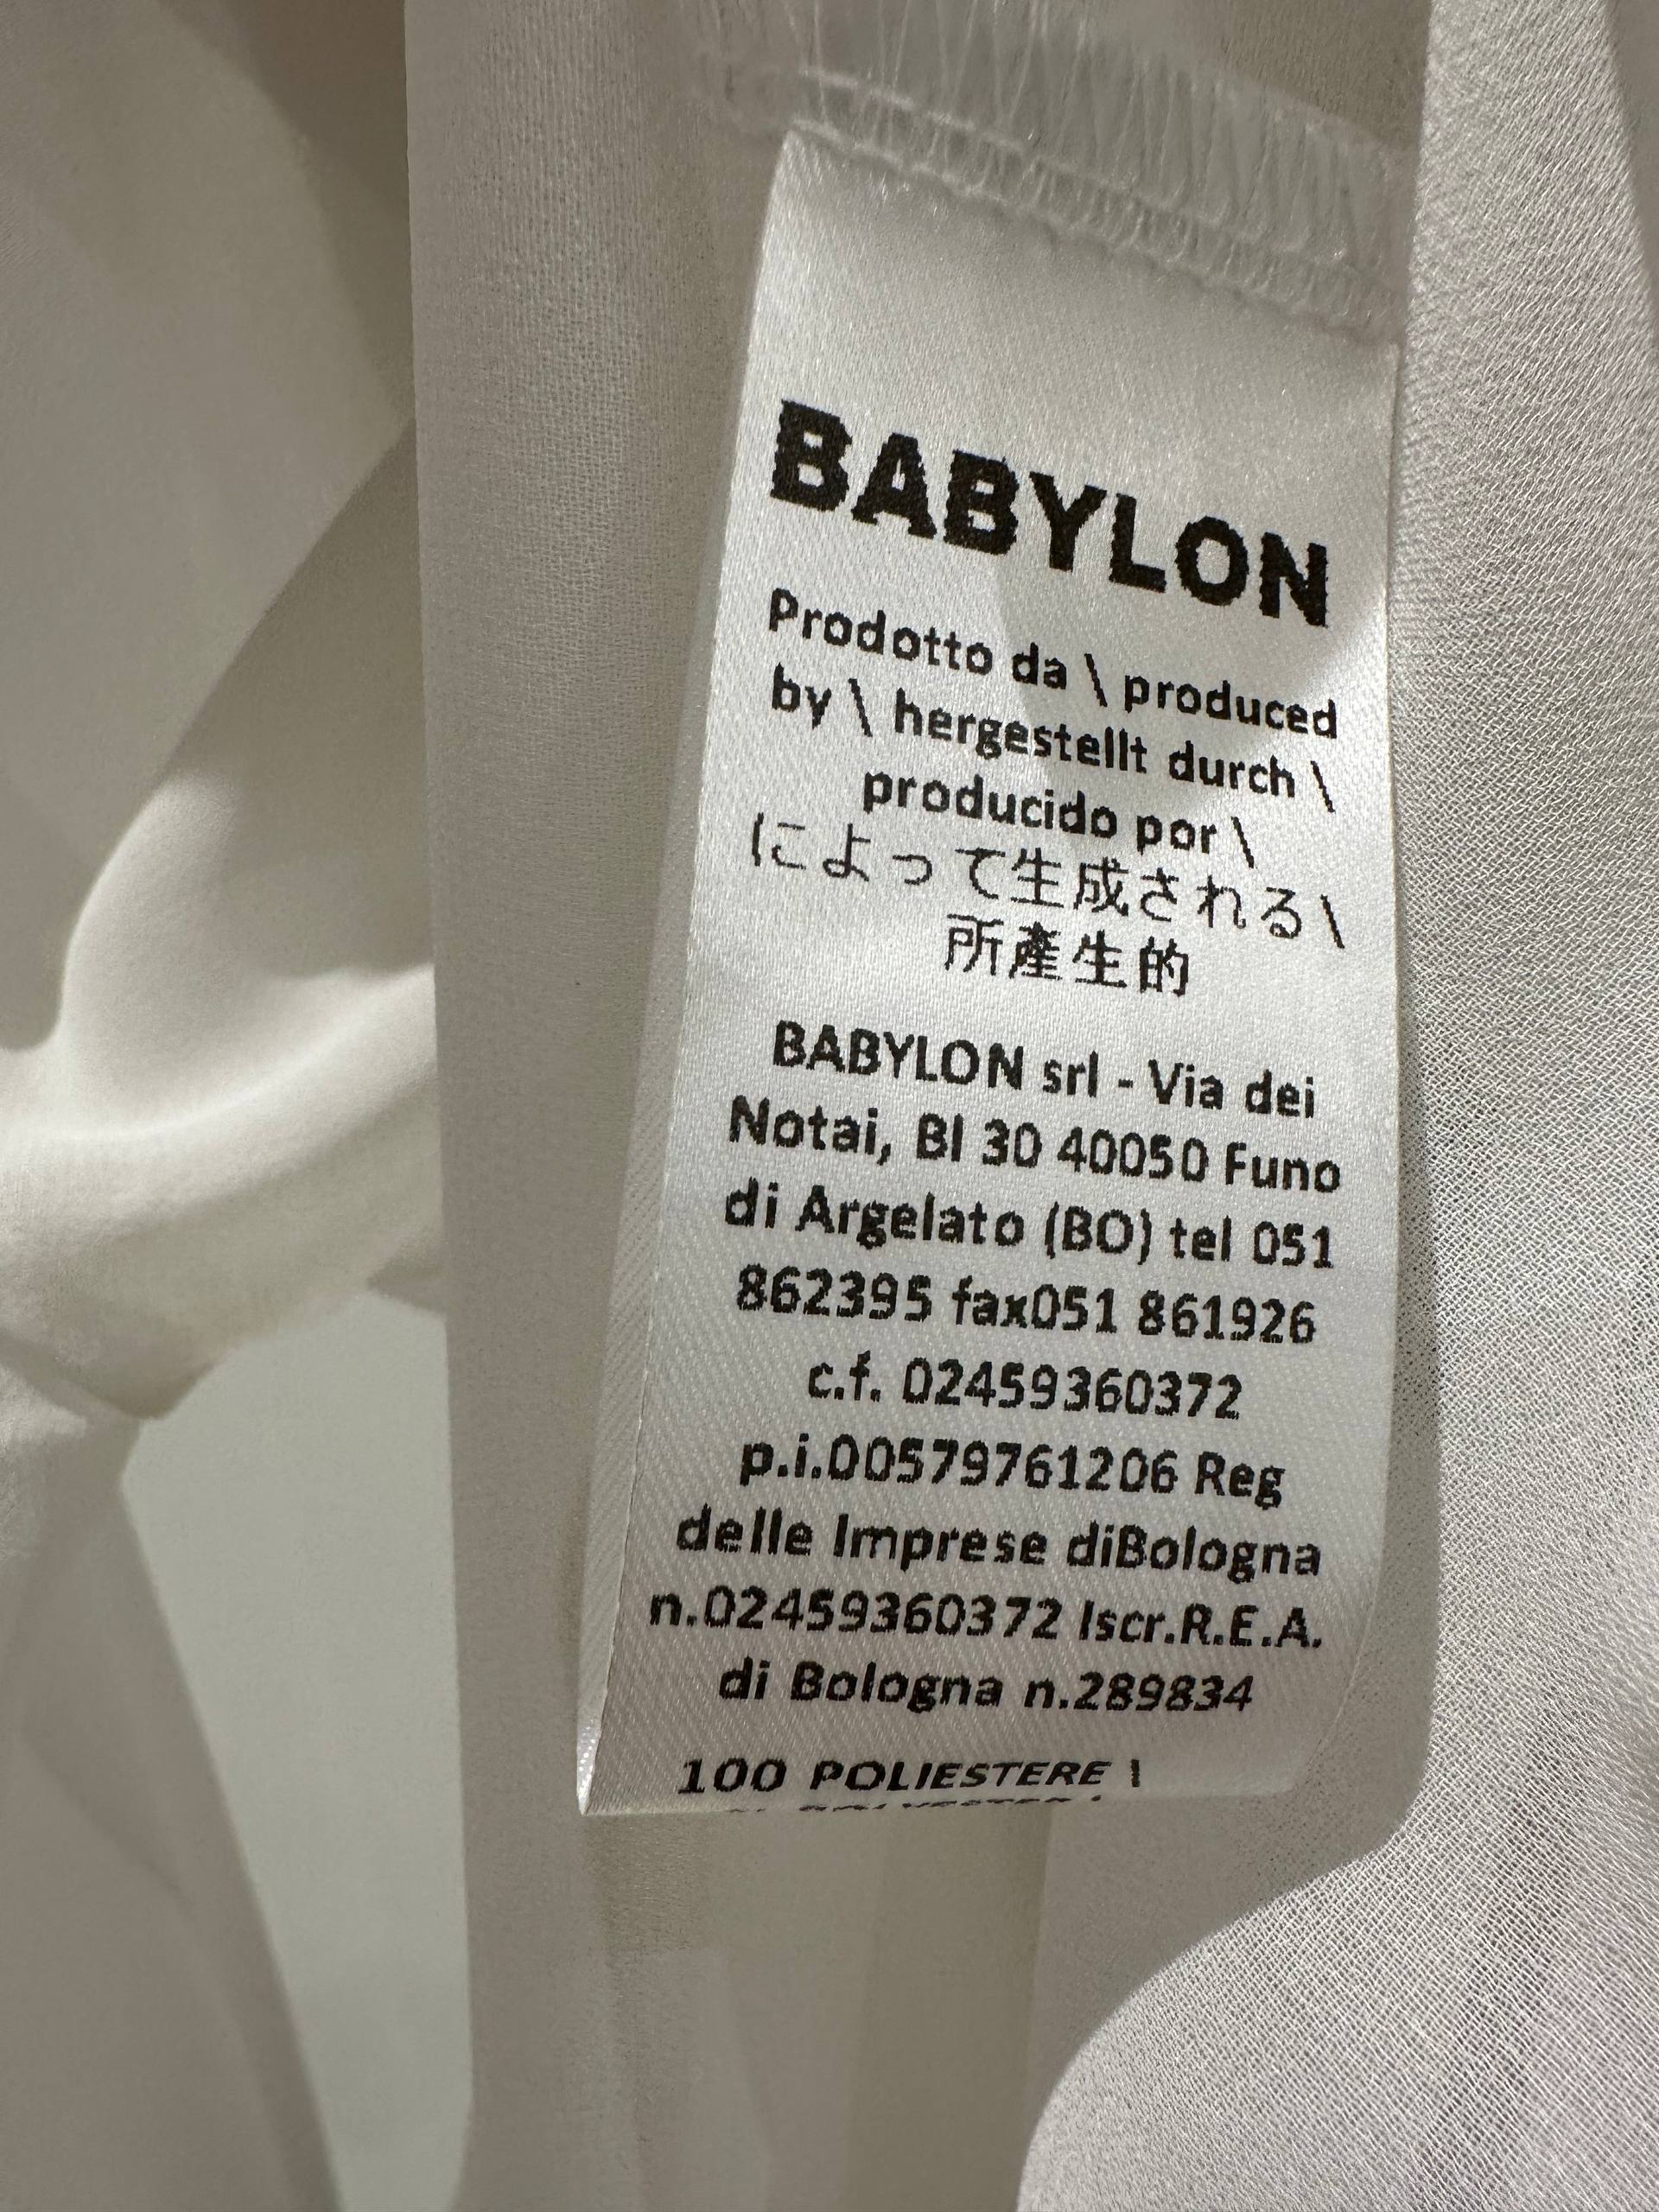 BABYLON
Prodotto da \ produced
by \ hergestellt durch \
producido por \
によって生成される\
所產生的
BABYLON srl - Via dei
Notai, Bl 30 40050 Funo
di Argelato (BO) tel 051
862395 fax051 861926
c.f. 02459360372
p.i.00579761206 Reg
delle Imprese diBologna
n.02459360372 Iscr.R.E.A.
di Bologna n.289834
100 POLIESTERE \